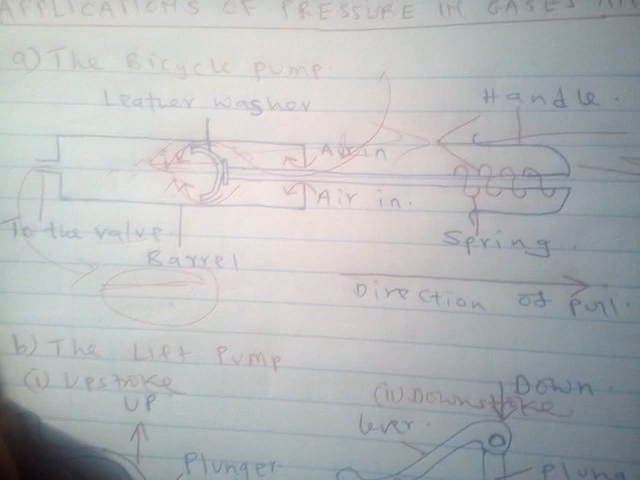 APPLICATIONS OF PRESSURE IN GASES
a) The Bicycle pump.
Leather washer
Handle.
Air in
Air in.
To the valve
Barrel
Spring.
Direction of pull.
b) The Lift Pump
(i) Upstroke
(ii) Downstroke.
UP
Down
lever.
Plunger
Plung